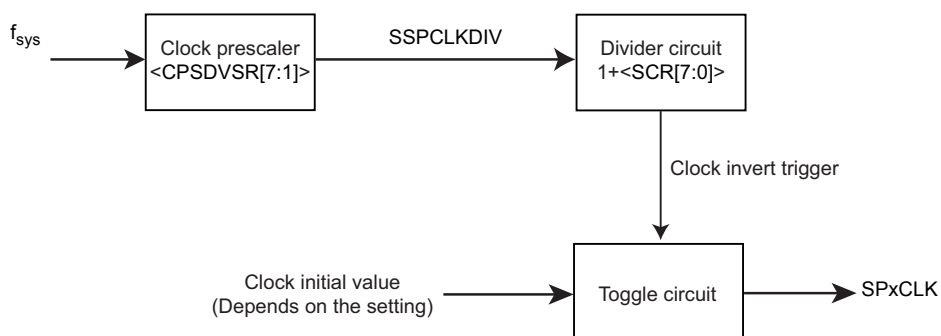 fsys
Clock prescaler
<CPSDVSR[7:1]>
SSPCLKDIV
Divider circuit
1+<SCR[7:0]>
Clock invert trigger
Clock initial value
(Depends on the setting)
Toggle circuit
SPxCLK